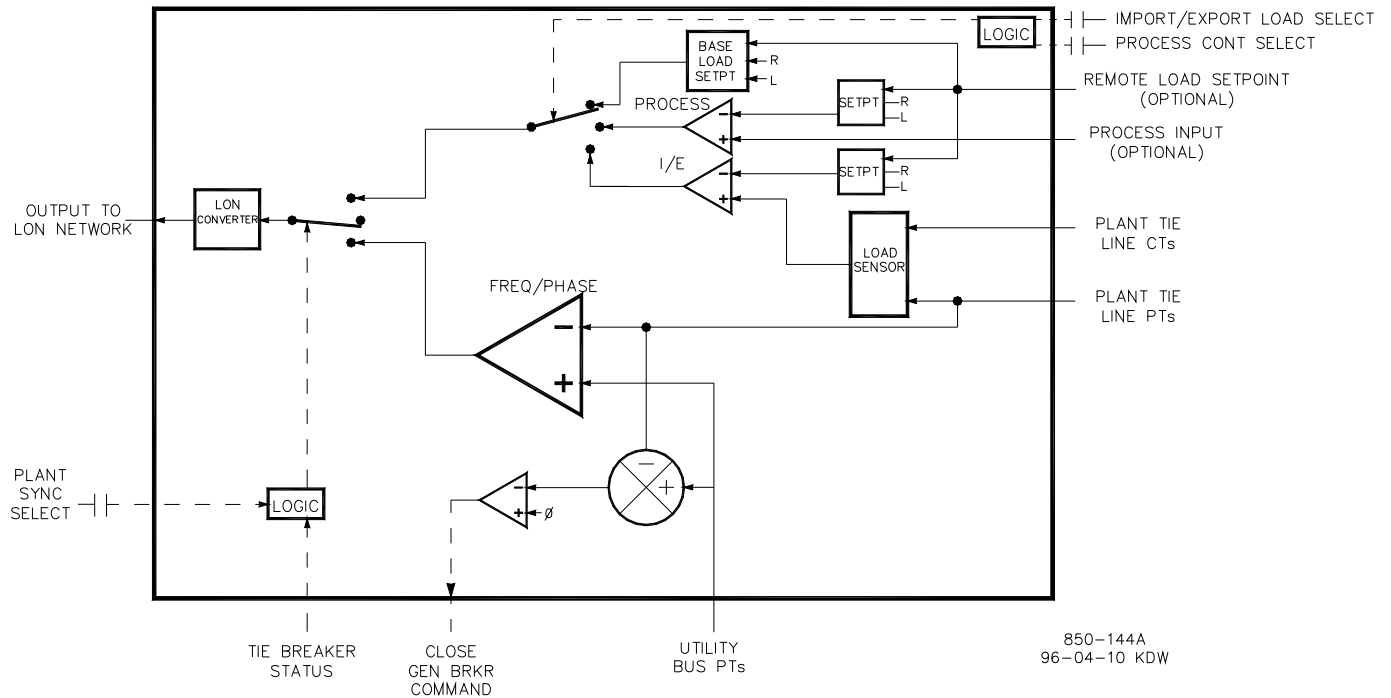 IMPORT/EXPORT LOAD SELECT
LOGIC
PROCESS CONT SELECT
BASE
LOAD
SETPT
R
L
REMOTE LOAD SETPOINT
(OPTIONAL)
SETPT
R
L
PROCESS
−
+
PROCESS INPUT
(OPTIONAL)
I/E
−
+
SETPT
R
L
LON
CONVERTER
OUTPUT TO
LON NETWORK
LOAD
SENSOR
PLANT TIE
LINE CTs
PLANT TIE
LINE PTs
FREQ/PHASE
−
+
PLANT
SYNC
SELECT
LOGIC
−
+
Ø
−
+
TIE BREAKER
STATUS
CLOSE
GEN BRKR
COMMAND
UTILITY
BUS PTs
850-144A
96-04-10 KDW